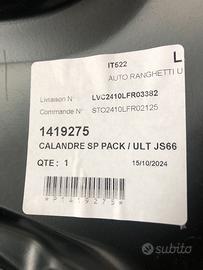 IT522
L
AUTO RANGHETTI U
Livraison N° LVC2410LFR03382
Commande N° STO2410LFR02125
1419275
CALANDRE SP PACK / ULT JS66
QTE : 1 15/10/2024
*P1419275*
subito